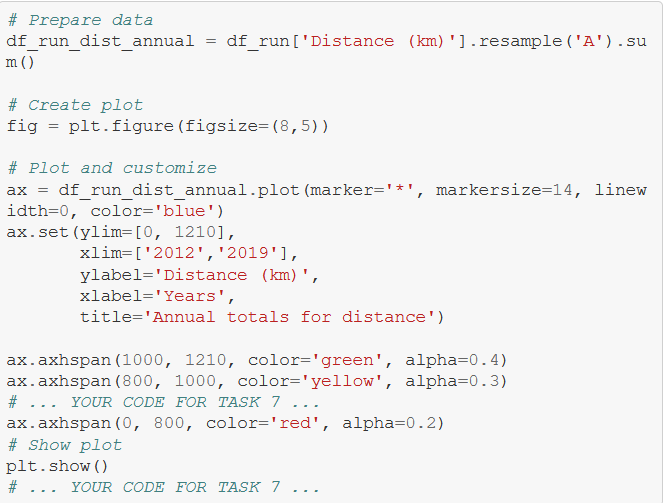 # Prepare data
df_run_dist_annual = df_run['Distance (km)'].resample('A').su
m()
# Create plot
fig = plt.figure(figsize=(8,5))
# Plot and customize
ax = df_run_dist_annual.plot(marker='*', markersize=14, linew
idth=0, color='blue')
ax.set(ylim=[0, 1210],
xlim=['2012','2019'],
ylabel='Distance (km)',
xlabel='Years',
title='Annual totals for distance')
ax.axhspan(1000, 1210, color='green', alpha=0.4)
ax.axhspan(800, 1000, color='yellow', alpha=0.3)
# ... YOUR CODE FOR TASK 7 ...
ax.axhspan(0, 800, color='red', alpha=0.2)
# Show plot
plt.show()
# ... YOUR CODE FOR TASK 7 ...